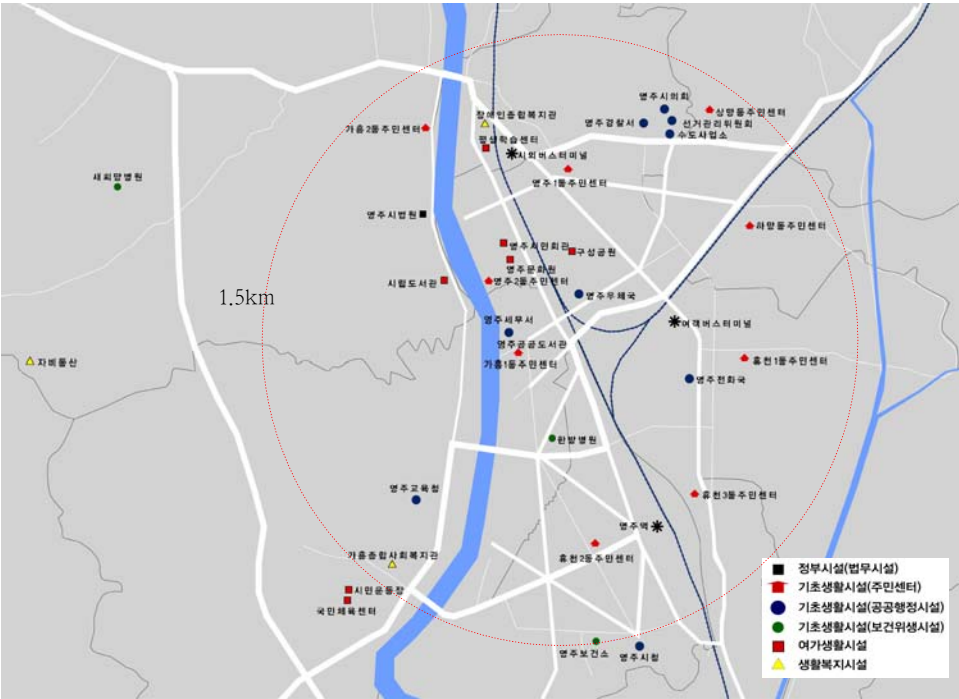 영주시의회
상망동주민센터
장애인종합복지관
영주경찰서
선거관리위원회
가흥2동주민센터
수도사업소
평생학습센터
시외버스터미널
새희망병원
영주1동주민센터
영주시법원
하망동주민센터
영주시민회관
구성공원
영주문화원
시립도서관
영주2동주민센터
1.5km
영주우체국
영주세무서
여객버스터미널
영주공공도서관
자비동산
가흥1동주민센터
휴천1동주민센터
영주전화국
한방병원
영주교육청
휴천3동주민센터
영주역
가흥종합사회복지관
휴천2동주민센터
시민운동장
국민체육센터
영주보건소
영주시청
정부시설(법무시설)
기초생활시설(주민센터)
기초생활시설(공공행정시설)
기초생활시설(보건위생시설)
여가생활시설
생활복지시설